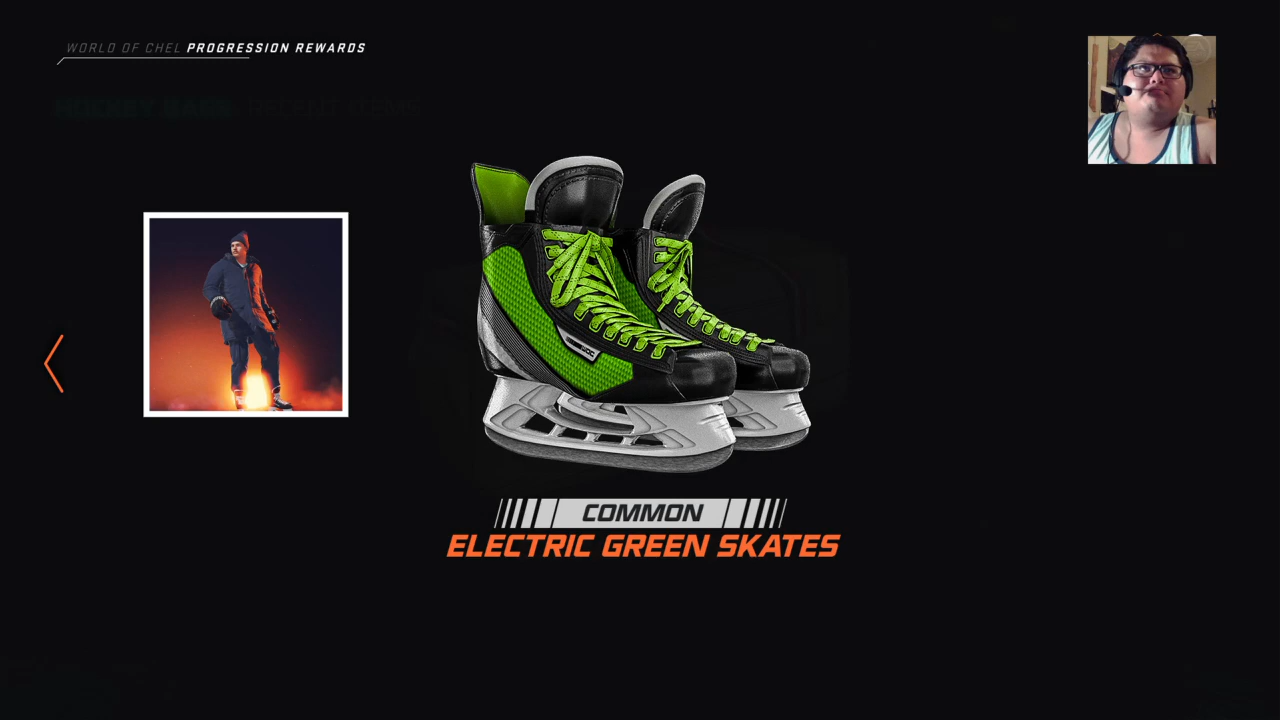 WORLD OF CHEL PROGRESSION REWARDS
COMMON
ELECTRIC GREEN SKATES